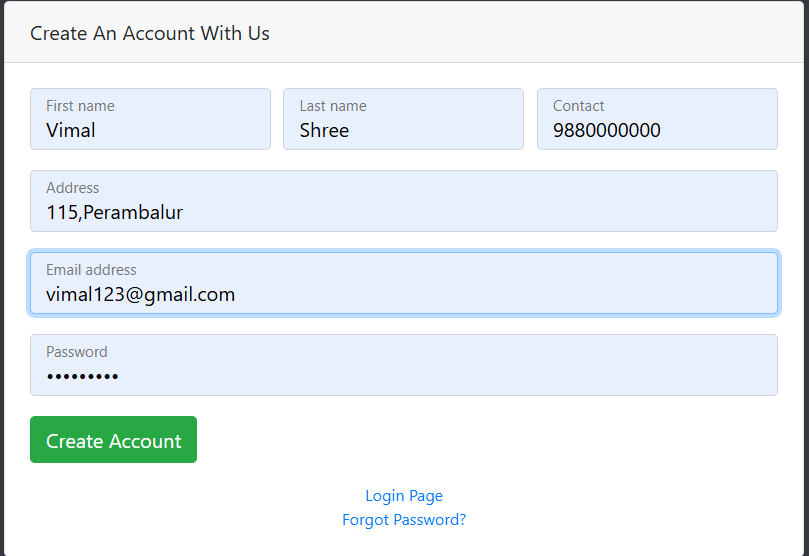 Create An Account With Us
First name Last name Contact
Vimal Shree 9880000000
Address
115,Perambalur
Email address
vimal123@gmail.com
Password
•••••••••
Create Account
Login Page
Forgot Password?